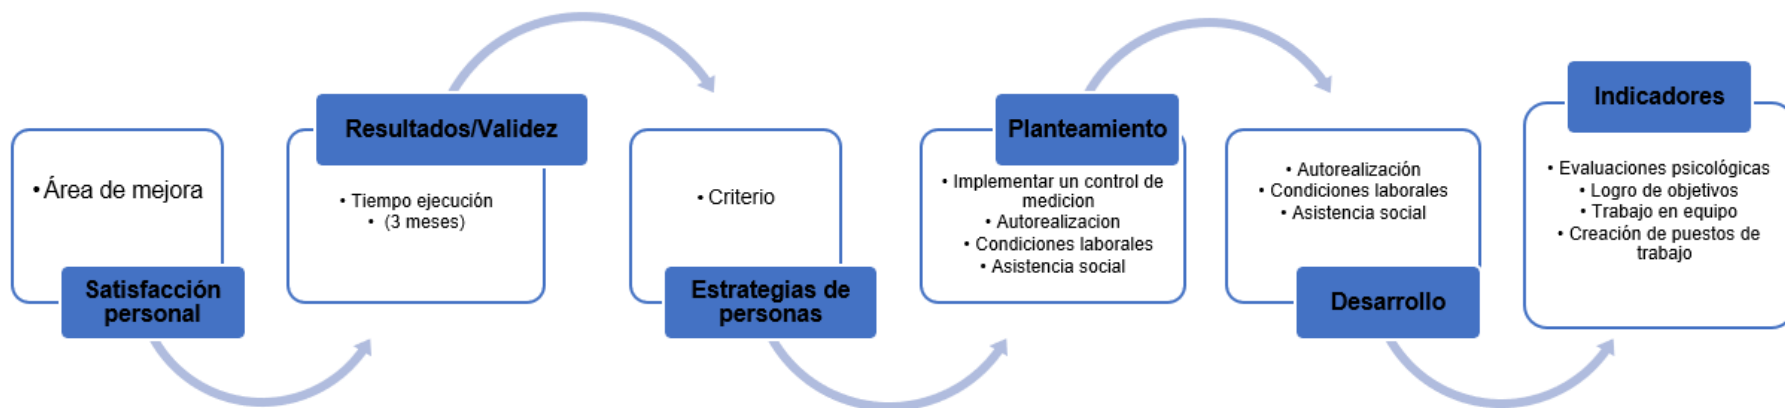 • Área de mejora
Satisfacción
personal
Resultados/Validez
• Tiempo ejecución
• (3 meses)
• Criterio
Estrategias de
personas
Planteamiento
• Implementar un control de
medicion
• Autorealizacion
• Condiciones laborales
• Asistencia social
• Autorealización
• Condiciones laborales
• Asistencia social
Desarrollo
Indicadores
• Evaluaciones psicológicas
• Logro de objetivos
• Trabajo en equipo
• Creación de puestos de
trabajo